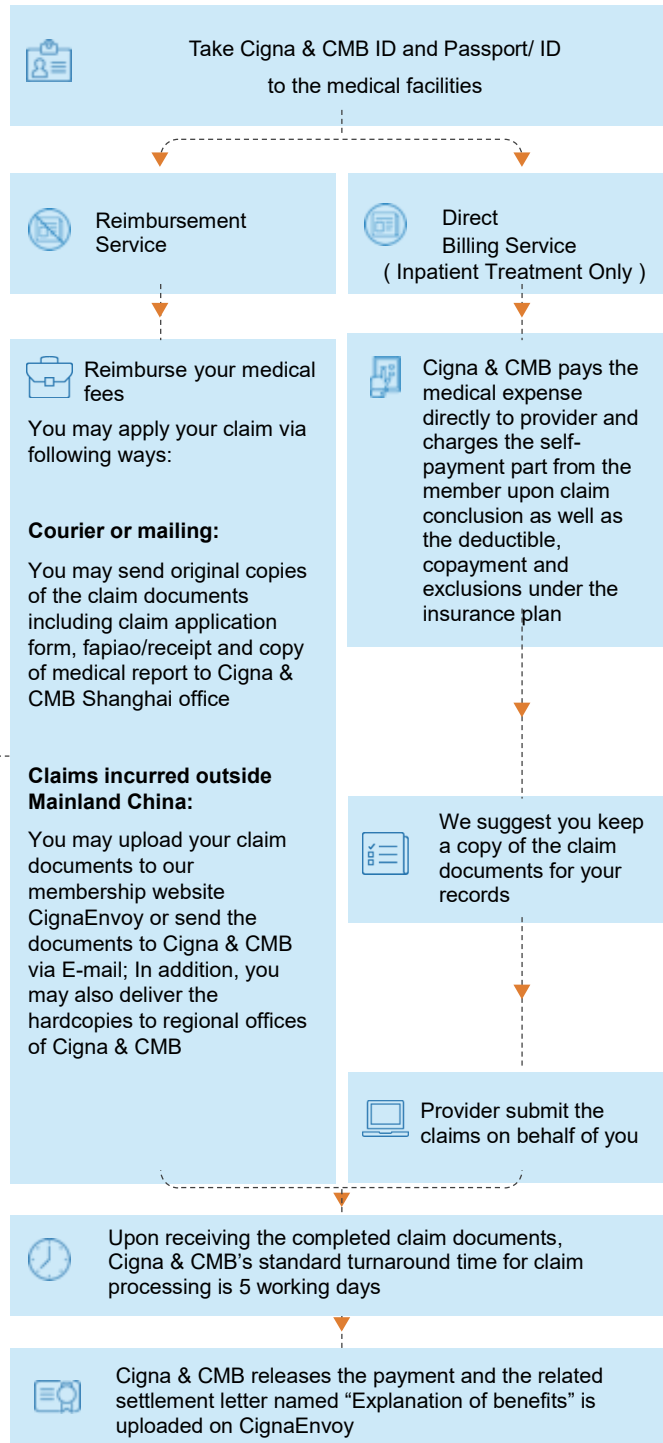 Take Cigna & CMB ID and Passport/ ID
to the medical facilities
Reimbursement
Service
Direct
Billing Service
( Inpatient Treatment Only )
Reimburse your medical
fees
You may apply your claim via
following ways:
Courier or mailing:
You may send original copies
of the claim documents
including claim application
form, fapiao/receipt and copy
of medical report to Cigna &
CMB Shanghai office
Claims incurred outside
Mainland China:
You may upload your claim
documents to our
membership website
CignaEnvoy or send the
documents to Cigna & CMB
via E-mail; In addition, you
may also deliver the
hardcopies to regional offices
of Cigna & CMB
Cigna & CMB pays the
medical expense
directly to provider and
charges the self-
payment part from the
member upon claim
conclusion as well as
the deductible,
copayment and
exclusions under the
insurance plan
We suggest you keep
a copy of the claim
documents for your
records
Provider submit the
claims on behalf of you
Upon receiving the completed claim documents,
Cigna & CMB’s standard turnaround time for claim
processing is 5 working days
Cigna & CMB releases the payment and the related
settlement letter named “Explanation of benefits” is
uploaded on CignaEnvoy